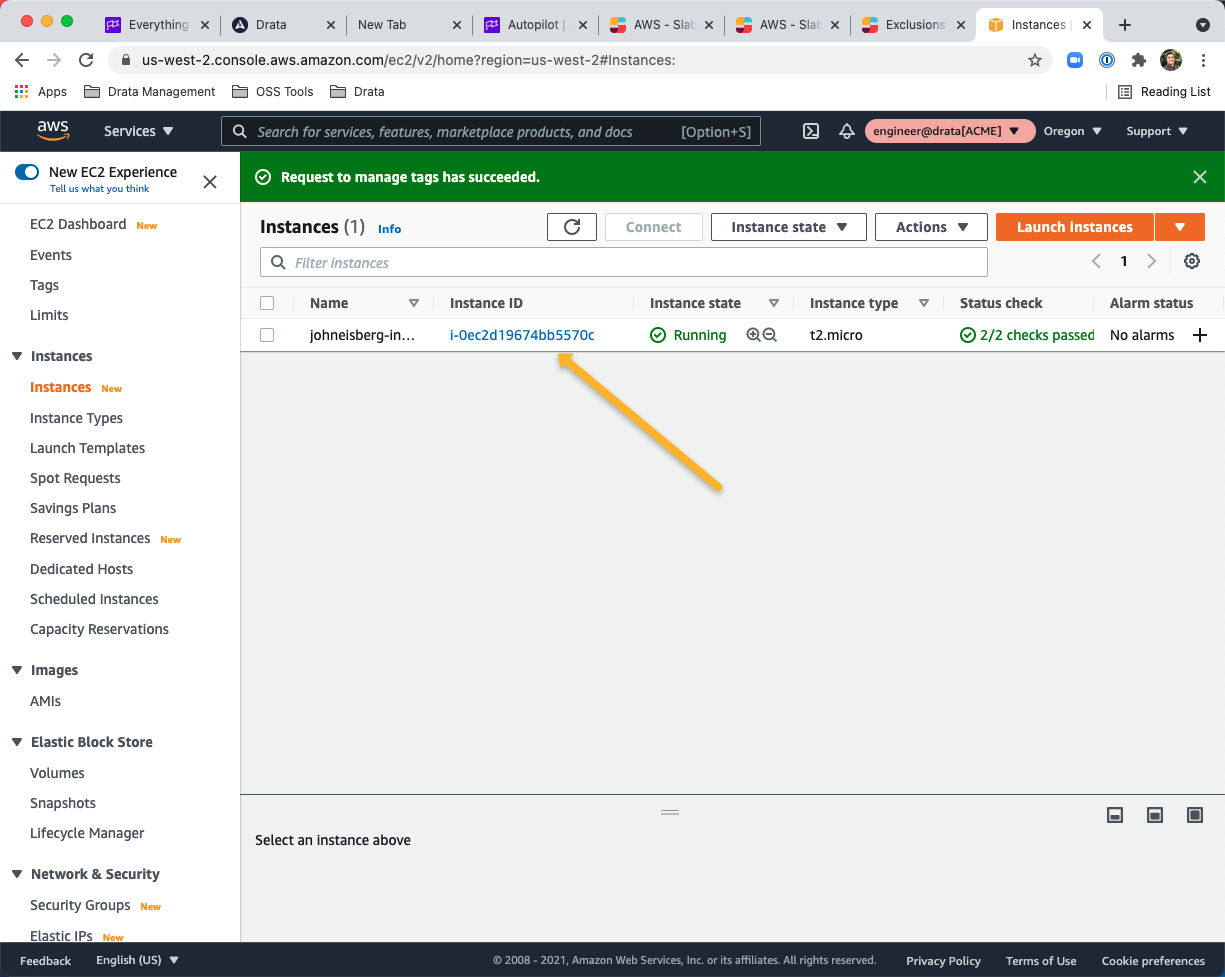 Everything
Drata
New Tab
Autopilot |
AWS - Slab
AWS - Slab
Exclusions
Instances |
us-west-2.console.aws.amazon.com/ec2/v2/home?region=us-west-2#Instances:
Apps
Drata Management
OSS Tools
Drata
Reading List
aws
Services
Search for services, features, marketplace products, and docs
[Option+S]
engineer@drata[ACME]
Oregon
Support
New EC2 Experience
Tell us what you think
EC2 Dashboard New
Events
Tags
Limits
Instances
Instances New
Instance Types
Launch Templates
Spot Requests
Savings Plans
Reserved Instances New
Dedicated Hosts
Scheduled Instances
Capacity Reservations
Images
AMIs
Elastic Block Store
Volumes
Snapshots
Lifecycle Manager
Network & Security
Security Groups New
Elastic IPs New
Request to manage tags has succeeded.
Instances (1) Info
Connect
Instance state
Actions
Launch instances
Filter instances
1
Name
Instance ID
Instance state
Instance type
Status check
Alarm status
johneisberg-in...
i-0ec2d19674bb5570c
Running
t2.micro
2/2 checks passed
No alarms
Select an instance above
Feedback
English (US)
© 2008 - 2021, Amazon Web Services, Inc. or its affiliates. All rights reserved.
Privacy Policy
Terms of Use
Cookie preferences